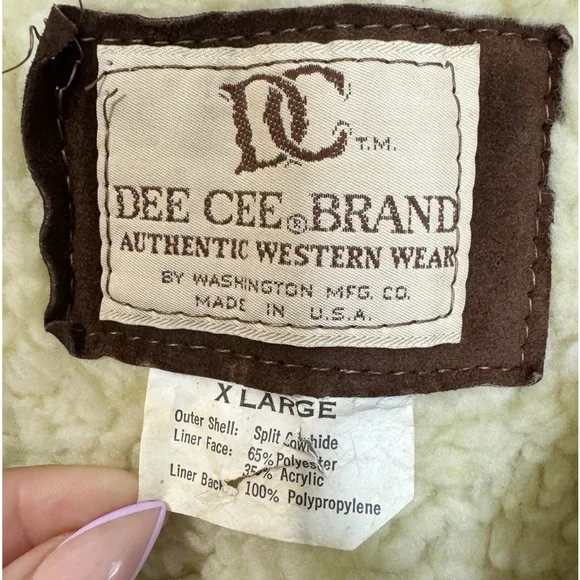 DC T.M.
DEE CEE® BRAND
AUTHENTIC WESTERN WEAR
BY WASHINGTON MFG. CO.
MADE IN U.S.A.
X LARGE
Outer Shell: Split Cowhide
Liner Face: 65% Polyester
35% Acrylic
Liner Back: 100% Polypropylene